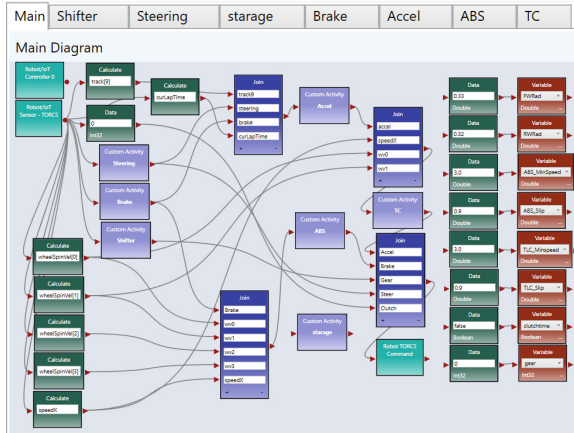 Main Shifter Steering starage Brake Accel ABS TC
Main Diagram
Robot/IoT
Controller 0
Robot/IoT
Sensor - TORCS
Calculate
track[9]
Calculate
curLapTime
Data
0
Int32
Custom Activity
Steering
Custom Activity
Brake
Custom Activity
Shifter
Calculate
wheelSpinVel[0]
Calculate
wheelSpinVel[1]
Calculate
wheelSpinVel[2]
Calculate
wheelSpinVel[3]
Calculate
speedX
Join
track9
steering
brake
curLapTime
+ -
Join
Brake
wv0
wv1
wv2
wv3
speedX
+ -
Custom Activity
Accel
Custom Activity
ABS
Custom Activity
starage
Join
accel
speedX
wv0
wv1
+ -
Custom Activity
TC
Join
Accel
Brake
Gear
Steer
Clutch
+ -
Robot TORCS
Command
Data
0.33
Double
Variable
FWRad
Double ...
Data
0.32
Double
Variable
RWRad
Double ...
Data
3.0
Double
Variable
ABS_MinSpeed
Double ...
Data
0.9
Double
Variable
ABS_Slip
Double ...
Data
3.0
Double
Variable
TLC_Minspeed
Double ...
Data
0.9
Double
Variable
TLC_Slip
Double ...
Data
false
Boolean
Variable
clutchtime
Boolean ...
Data
0
Int32
Variable
gear
Int32 ...